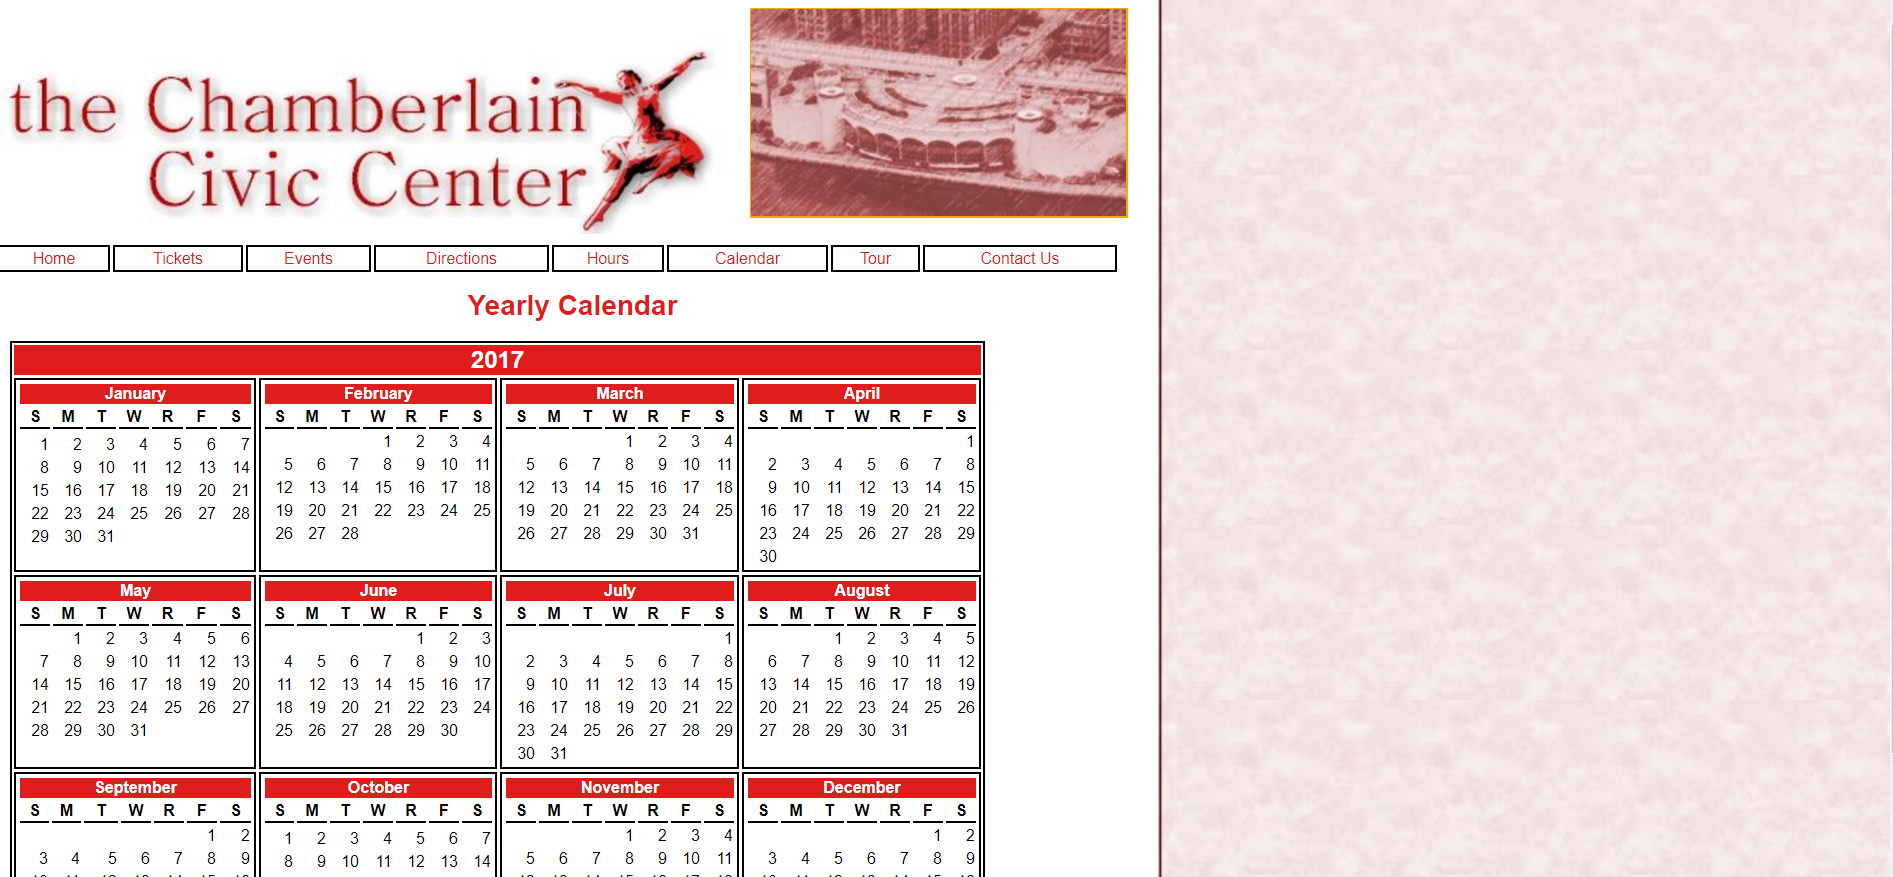 the Chamberlain
Civic Center
Home Tickets Events Directions Hours Calendar Tour Contact Us
Yearly Calendar
2017
January February March April
S M T W R F S S M T W R F S S M T W R F S S M T W R F S
1 2 3 4 5 6 7 1 2 3 4 1 2 3 4 1
8 9 10 11 12 13 14 5 6 7 8 9 10 11 5 6 7 8 9 10 11 2 3 4 5 6 7 8
15 16 17 18 19 20 21 12 13 14 15 16 17 18 12 13 14 15 16 17 18 9 10 11 12 13 14 15
22 23 24 25 26 27 28 19 20 21 22 23 24 25 19 20 21 22 23 24 25 16 17 18 19 20 21 22
29 30 31 26 27 28 26 27 28 29 30 31 23 24 25 26 27 28 29
30
May June July August
S M T W R F S S M T W R F S S M T W R F S S M T W R F S
1 2 3 4 5 6 1 2 3 1 1 2 3 4 5
7 8 9 10 11 12 13 4 5 6 7 8 9 10 2 3 4 5 6 7 8 6 7 8 9 10 11 12
14 15 16 17 18 19 20 11 12 13 14 15 16 17 9 10 11 12 13 14 15 13 14 15 16 17 18 19
21 22 23 24 25 26 27 18 19 20 21 22 23 24 16 17 18 19 20 21 22 20 21 22 23 24 25 26
28 29 30 31 25 26 27 28 29 30 23 24 25 26 27 28 29 27 28 29 30 31
30 31
September October November December
S M T W R F S S M T W R F S S M T W R F S S M T W R F S
1 2 1 2 3 4 5 6 7 1 2 3 4 1 2
3 4 5 6 7 8 9 8 9 10 11 12 13 14 5 6 7 8 9 10 11 3 4 5 6 7 8 9